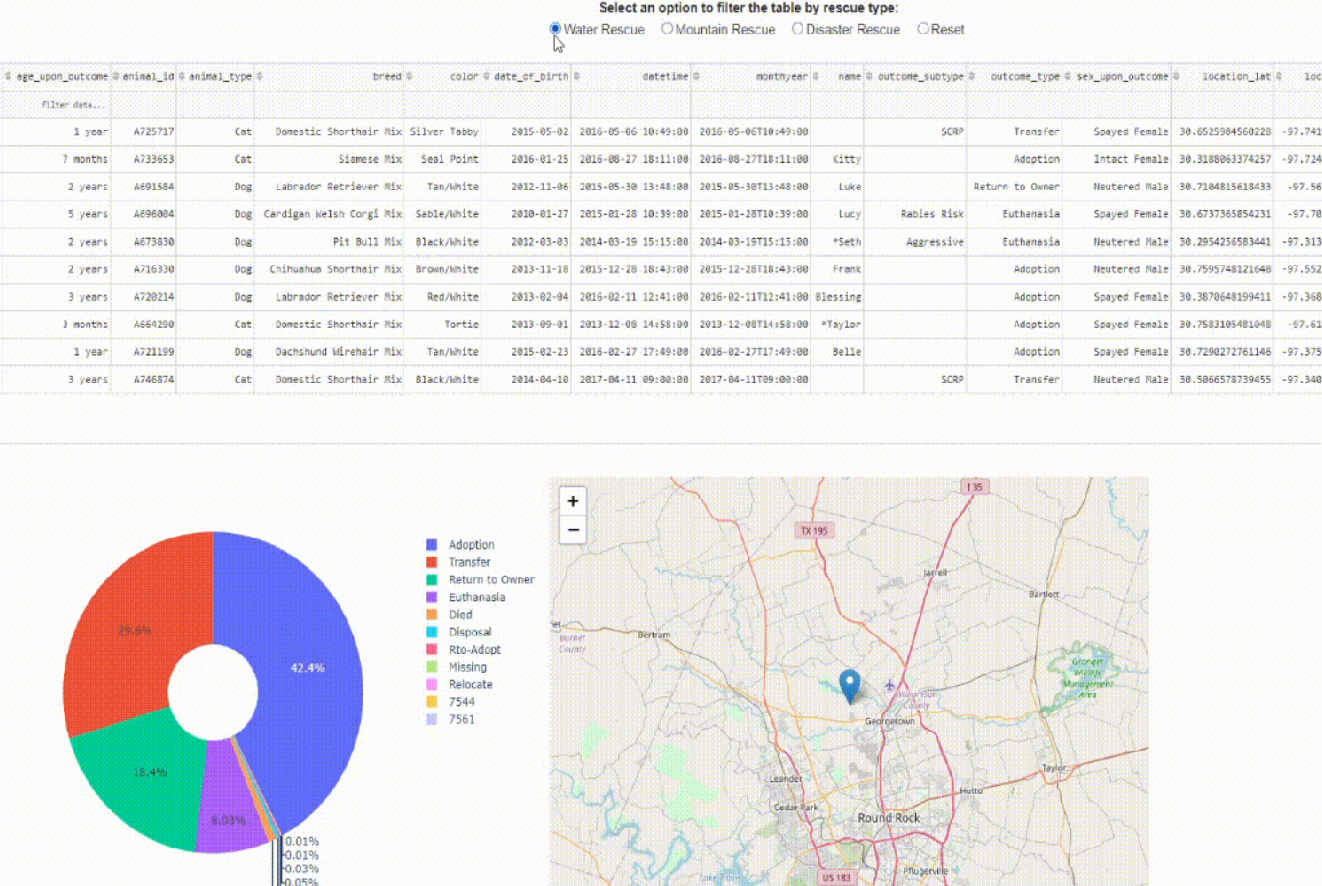 Select an option to filter the table by rescue type:
Water Rescue Mountain Rescue Disaster Rescue Reset
age_upon_outcome animal_id animal_type breed color date_of_birth datetime monthyear name outcome_subtype outcome_type sex_upon_outcome location_lat loc
filter data...
1 year A725717 Cat Domestic Shorthair Mix Silver Tabby 2015-05-02 2016-05-06 10:49:00 2016-05-06T10:49:00 SCRP Transfer Spayed Female 30.6525984560228 -97.741
7 months A733653 Cat Siamese Mix Seal Point 2016-01-25 2016-08-27 18:11:00 2016-08-27T18:11:00 Kitty Adoption Intact Female 30.3188063374257 -97.724
2 years A691584 Dog Labrador Retriever Mix Tan/White 2012-11-06 2015-05-30 13:48:00 2015-05-30T13:48:00 Luke Return to Owner Neutered Male 30.7104815618433 -97.56
5 years A696004 Dog Cardigan Welsh Corgi Mix Sable/White 2010-01-27 2015-01-28 10:39:00 2015-01-28T10:39:00 Lucy Rabies Risk Euthanasia Spayed Female 30.6737365854231 -97.70
2 years A673830 Dog Pit Bull Mix Black/White 2012-03-03 2014-03-19 15:15:00 2014-03-19T15:15:00 *Seth Aggressive Euthanasia Neutered Male 30.2954256583441 -97.313
2 years A716330 Dog Chihuahua Shorthair Mix Brown/White 2013-11-18 2015-12-28 18:43:00 2015-12-28T18:43:00 Frank Adoption Neutered Male 30.7595748121648 -97.552
3 years A720214 Dog Labrador Retriever Mix Red/White 2013-02-04 2016-02-11 12:41:00 2016-02-11T12:41:00 Blessing Adoption Spayed Female 30.3870648199411 -97.368
3 months A664290 Cat Domestic Shorthair Mix Tortie 2013-09-01 2013-12-08 14:58:00 2013-12-08T14:58:00 *Taylor Adoption Spayed Female 30.7583105481048 -97.61
1 year A721199 Dog Dachshund Wirehair Mix Tan/White 2015-02-23 2016-02-27 17:49:00 2016-02-27T17:49:00 Belle Adoption Spayed Female 30.7290272761146 -97.375
3 years A746874 Cat Domestic Shorthair Mix Black/White 2014-04-10 2017-04-11 09:00:00 2017-04-11T09:00:00 SCRP Transfer Neutered Male 30.5066578739455 -97.340
29.6%
42.4%
18.4%
8.03%
0.01%
0.01%
0.03%
0.05%
Adoption
Transfer
Return to Owner
Euthanasia
Died
Disposal
Rto-Adopt
Missing
Relocate
7544
7561
+
−
I 35
TX 195
Jarrell
Bartlett
Bertram
Burnet
County
Granger
Wildlife
Management
Area
Williamson
County
Georgetown
Taylor
Leander
Hutto
Cedar Park
Round Rock
Pflugerville
US 183